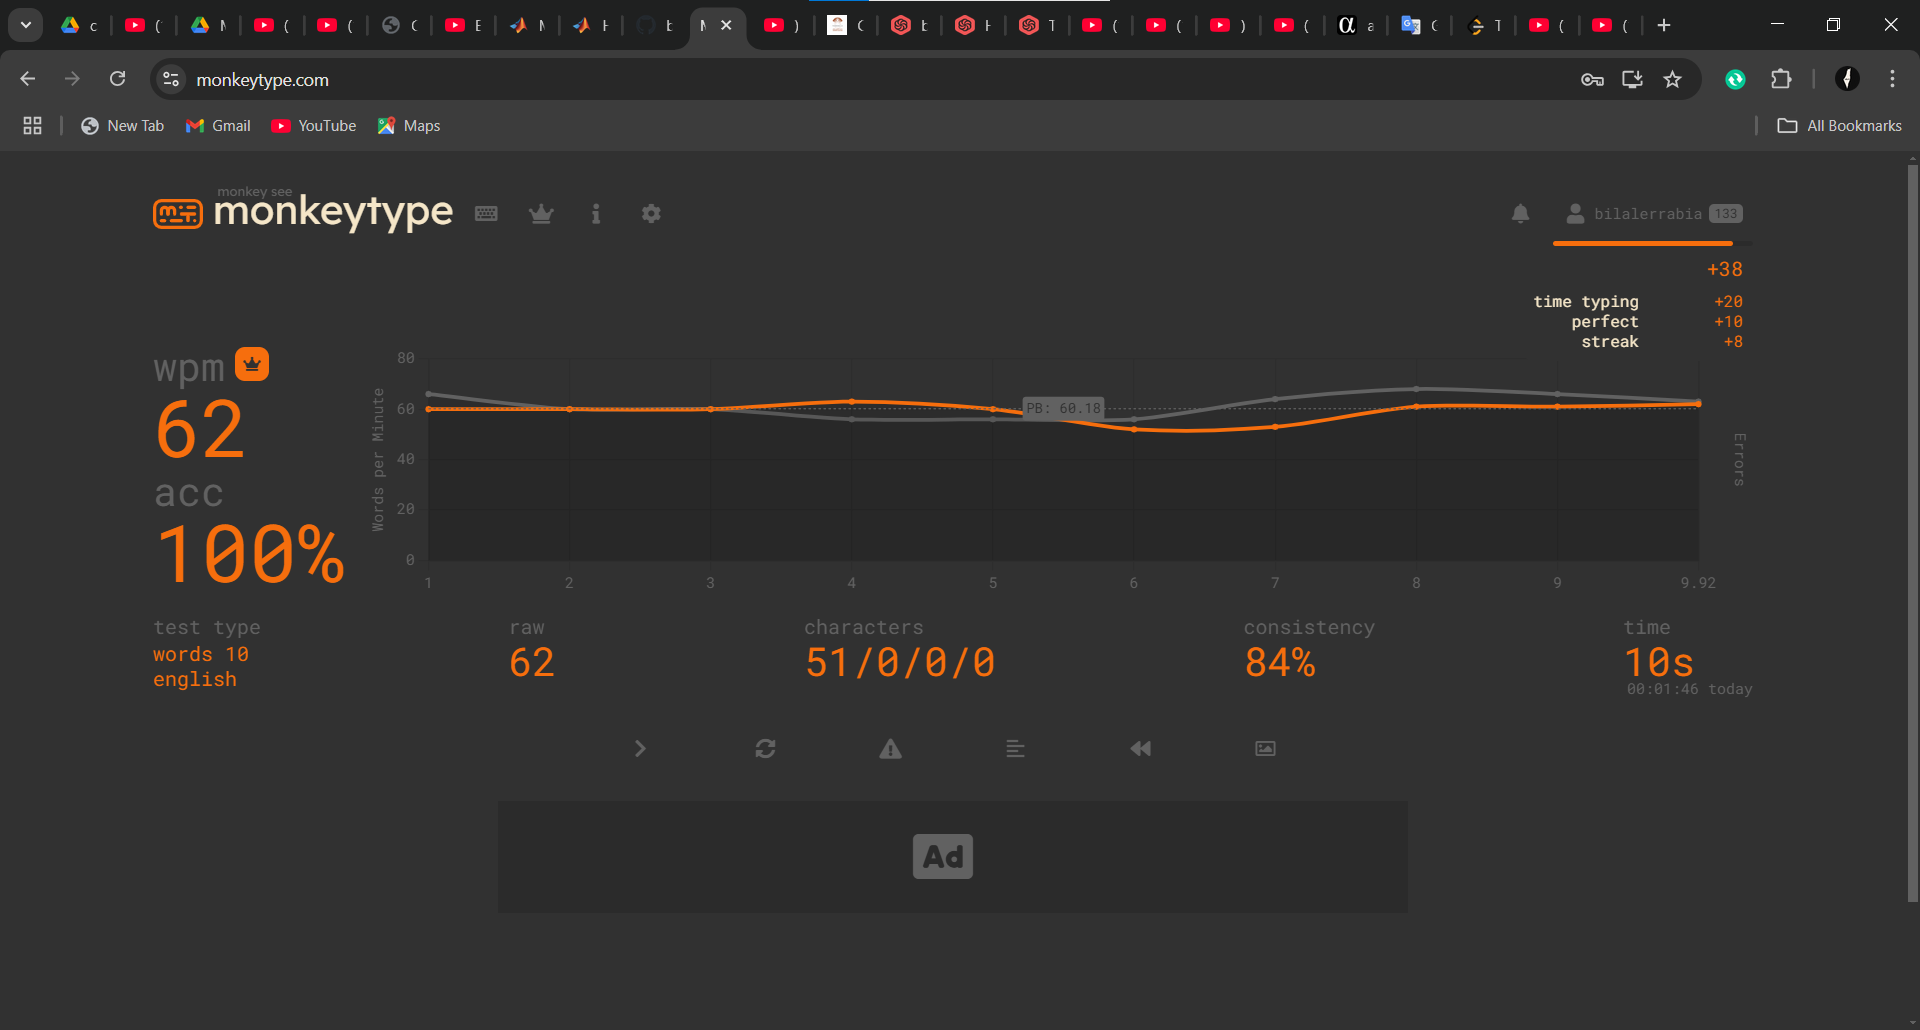 monkeytype.com
New Tab
Gmail
YouTube
Maps
All Bookmarks
monkey see
monkeytype
bilalerrabia 133
+38
time typing +20
perfect +10
streak +8
wpm
62
acc
100%
Words per Minute
80
60
40
20
0
PB: 60.18
Errors
1 2 3 4 5 6 7 8 9 9.92
test type
words 10
english
raw
62
characters
51/0/0/0
consistency
84%
time
10s
00:01:46 today
Ad